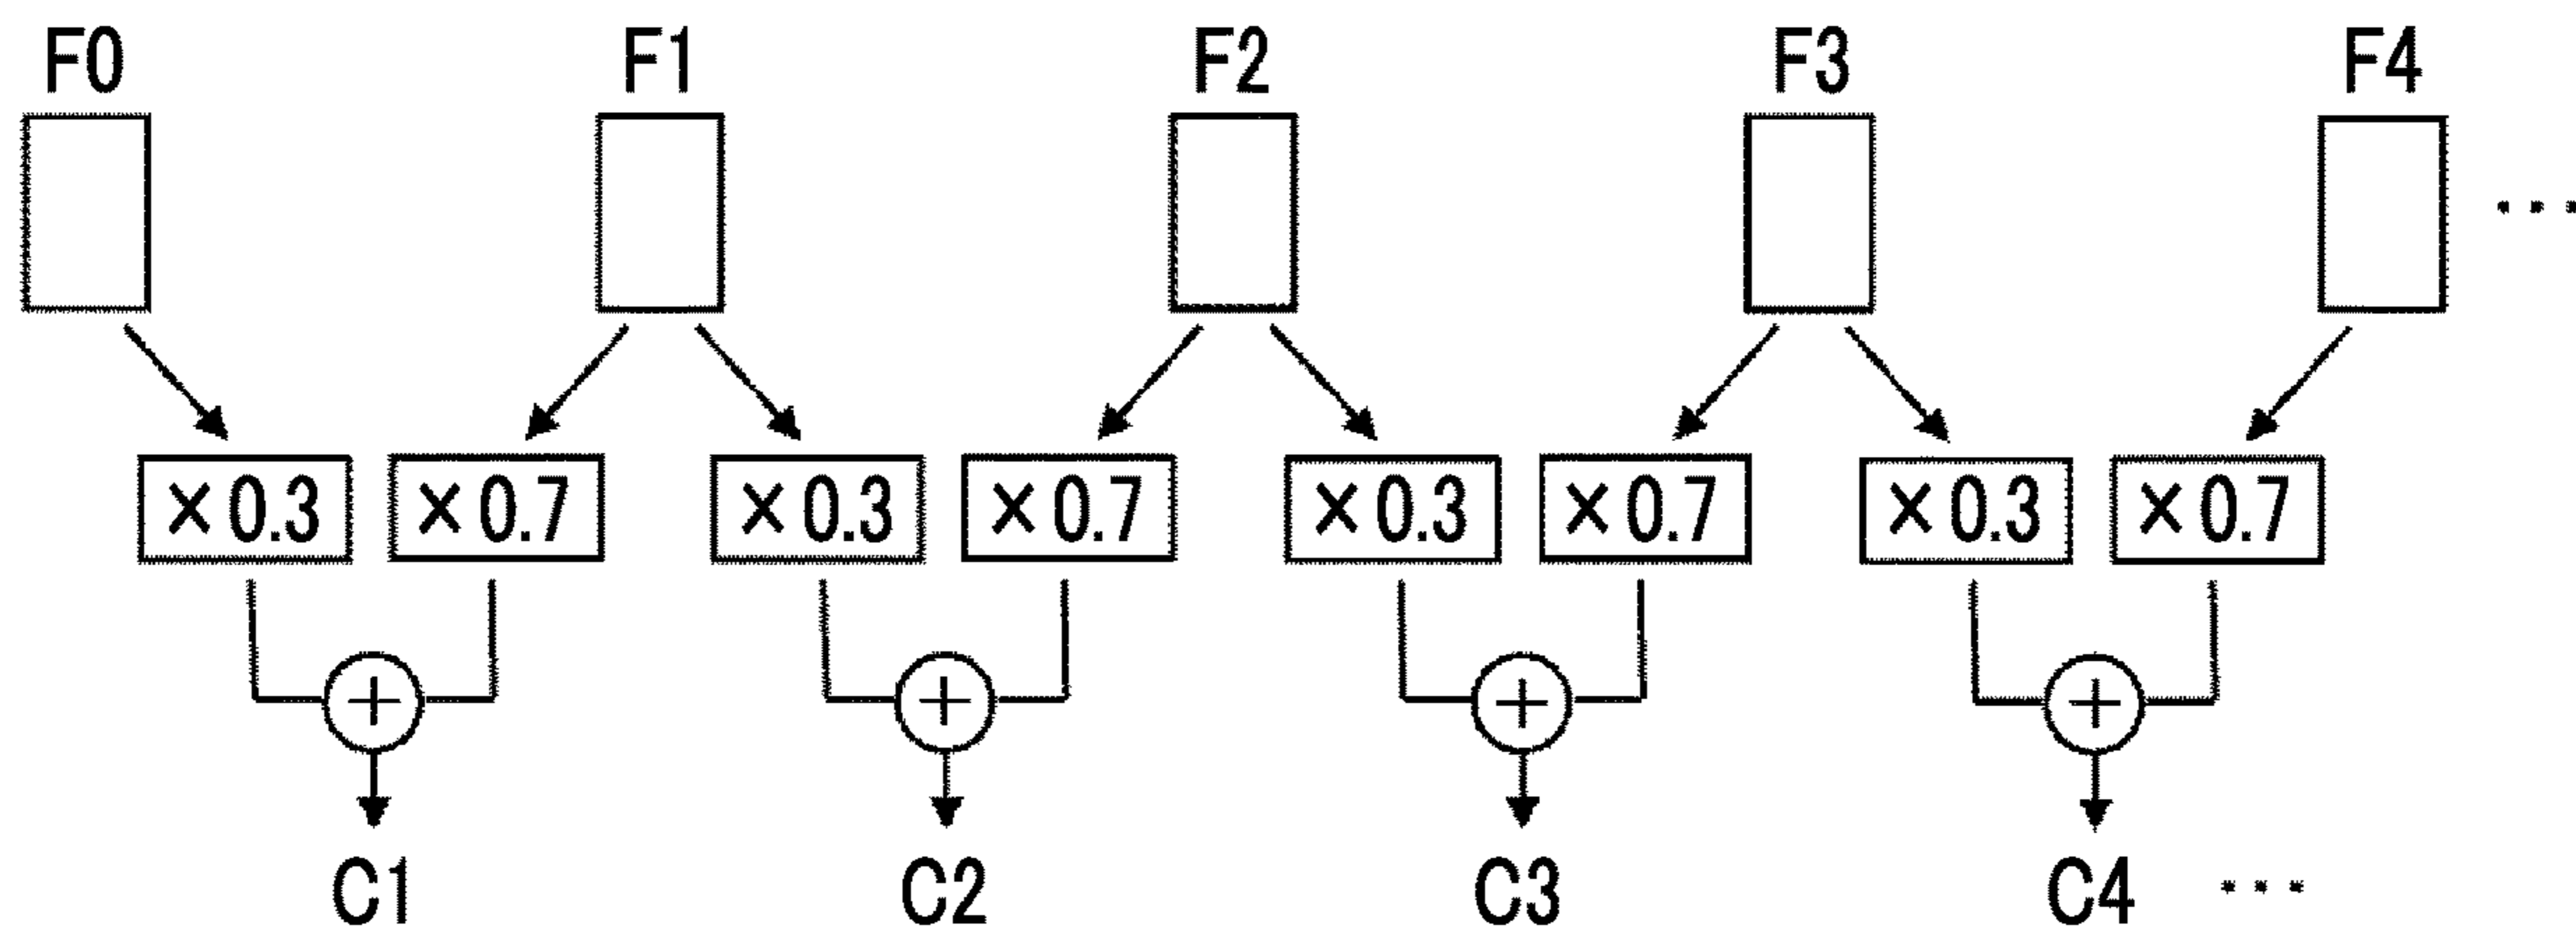 F0 F1 F2 F3 F4
...
×0.3 ×0.7 ×0.3 ×0.7 ×0.3 ×0.7 ×0.3 ×0.7
+ + + +
C1 C2 C3 C4 ...